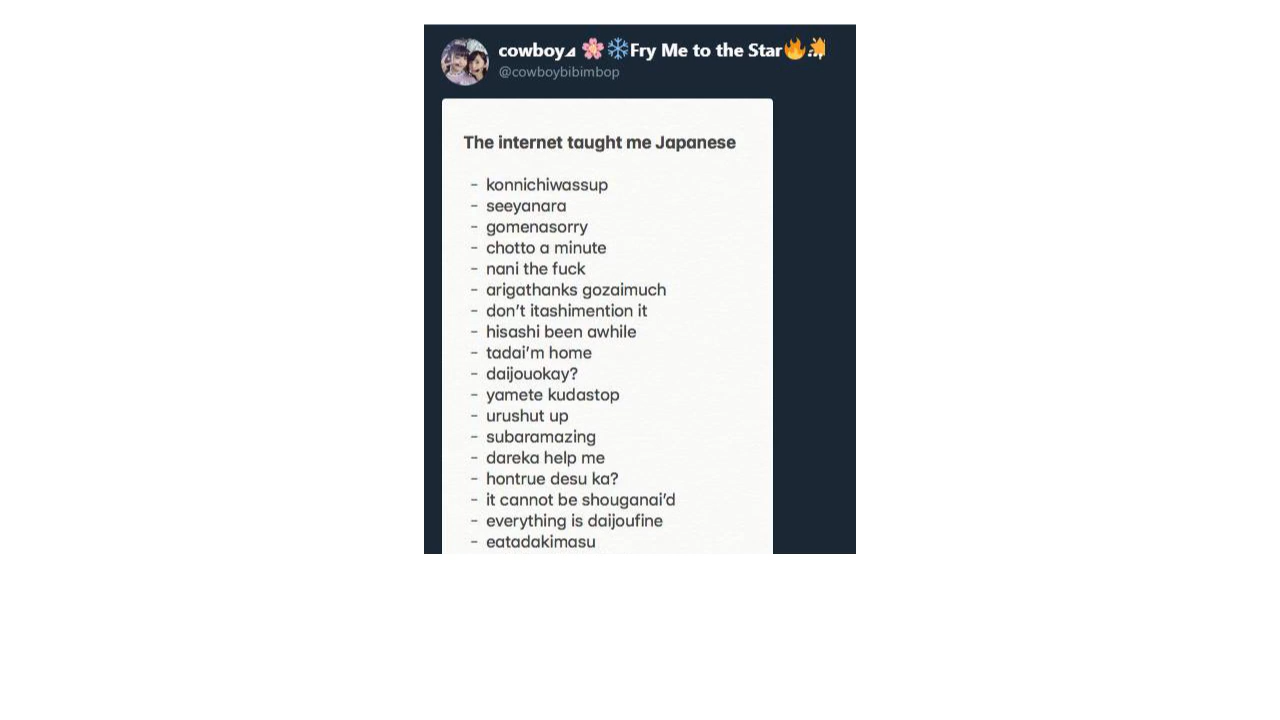 cowboy⊿ 🌸❄️Fry Me to the Star🔥🌟
@cowboybibimbop
The internet taught me Japanese
- konnichiwassup
- seeyanara
- gomenasorry
- chotto a minute
- nani the fuck
- arigathanks gozaimuch
- don't itashimention it
- hisashi been awhile
- tadai'm home
- daijouokay?
- yamete kudastop
- urushut up
- subaramazing
- dareka help me
- hontrue desu ka?
- it cannot be shouganai'd
- everything is daijoufine
- eatadakimasu